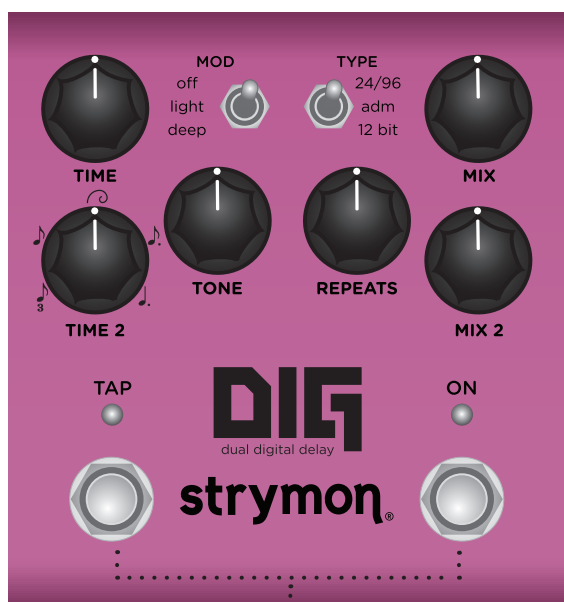 MOD
off
light
deep
TYPE
24/96
adm
12 bit
TIME
MIX
TONE
REPEATS
3
TIME 2
MIX 2
TAP
ON
DIG
dual digital delay
strymon®